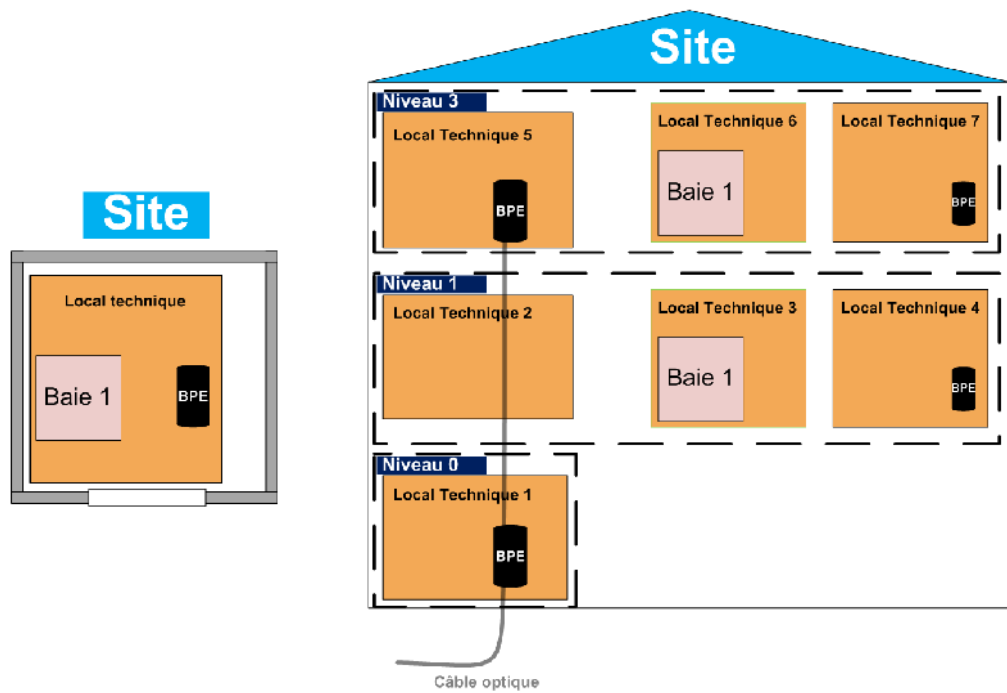 Site
Local technique
Baie 1
BPE
Site
Niveau 3
Local Technique 5
BPE
Local Technique 6
Baie 1
Local Technique 7
BPE
Niveau 1
Local Technique 2
Local Technique 3
Baie 1
Local Technique 4
BPE
Niveau 0
Local Technique 1
BPE
Câble optique